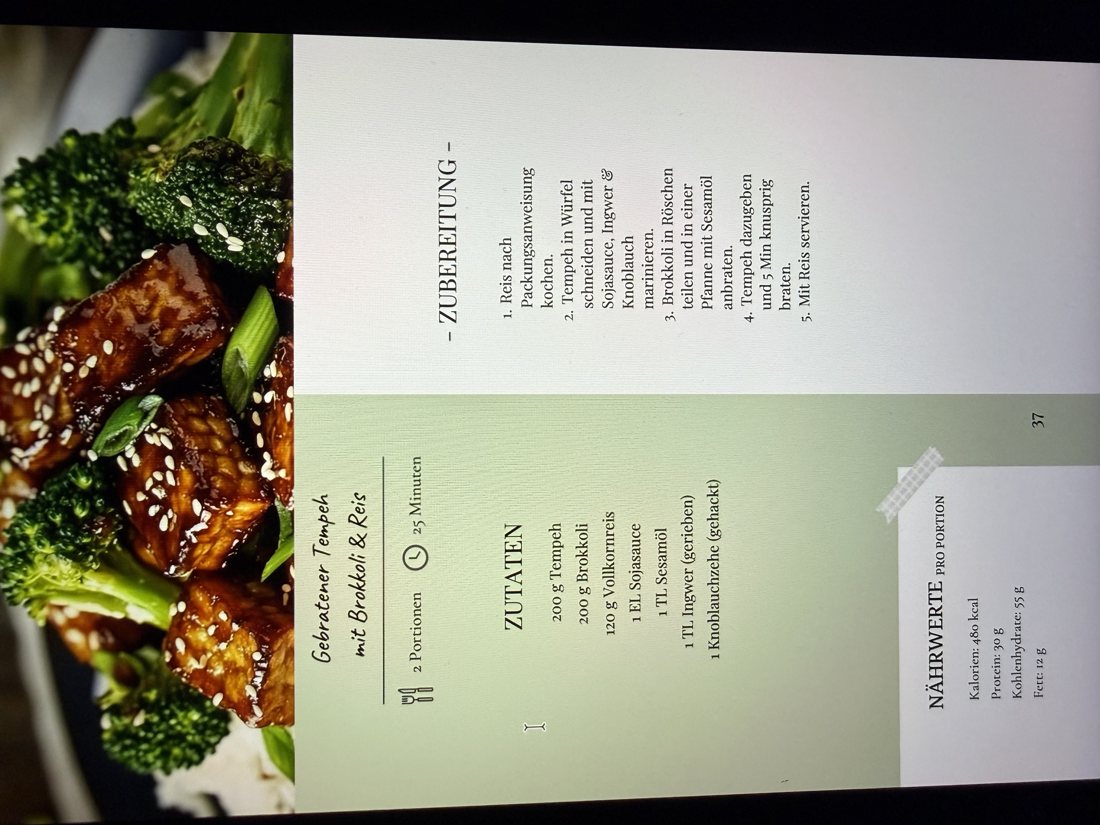 Gebratener Tempeh
mit Brokkoli & Reis
2 Portionen 25 Minuten
ZUTATEN
200 g Tempeh
200 g Brokkoli
120 g Vollkornreis
1 EL Sojasauce
1 TL Sesamöl
1 TL Ingwer (gerieben)
1 Knoblauchzehe (gehackt)
NÄHRWERTE PRO PORTION
Kalorien: 480 kcal
Protein: 30 g
Kohlenhydrate: 55 g
Fett: 12 g
37
- ZUBEREITUNG -
1. Reis nach
Packungsanweisung
kochen.
2. Tempeh in Würfel
schneiden und mit
Sojasauce, Ingwer &
Knoblauch
marinieren.
3. Brokkoli in Röschen
teilen und in einer
Pfanne mit Sesamöl
anbraten.
4. Tempeh dazugeben
und 5 Min knusprig
braten.
5. Mit Reis servieren.